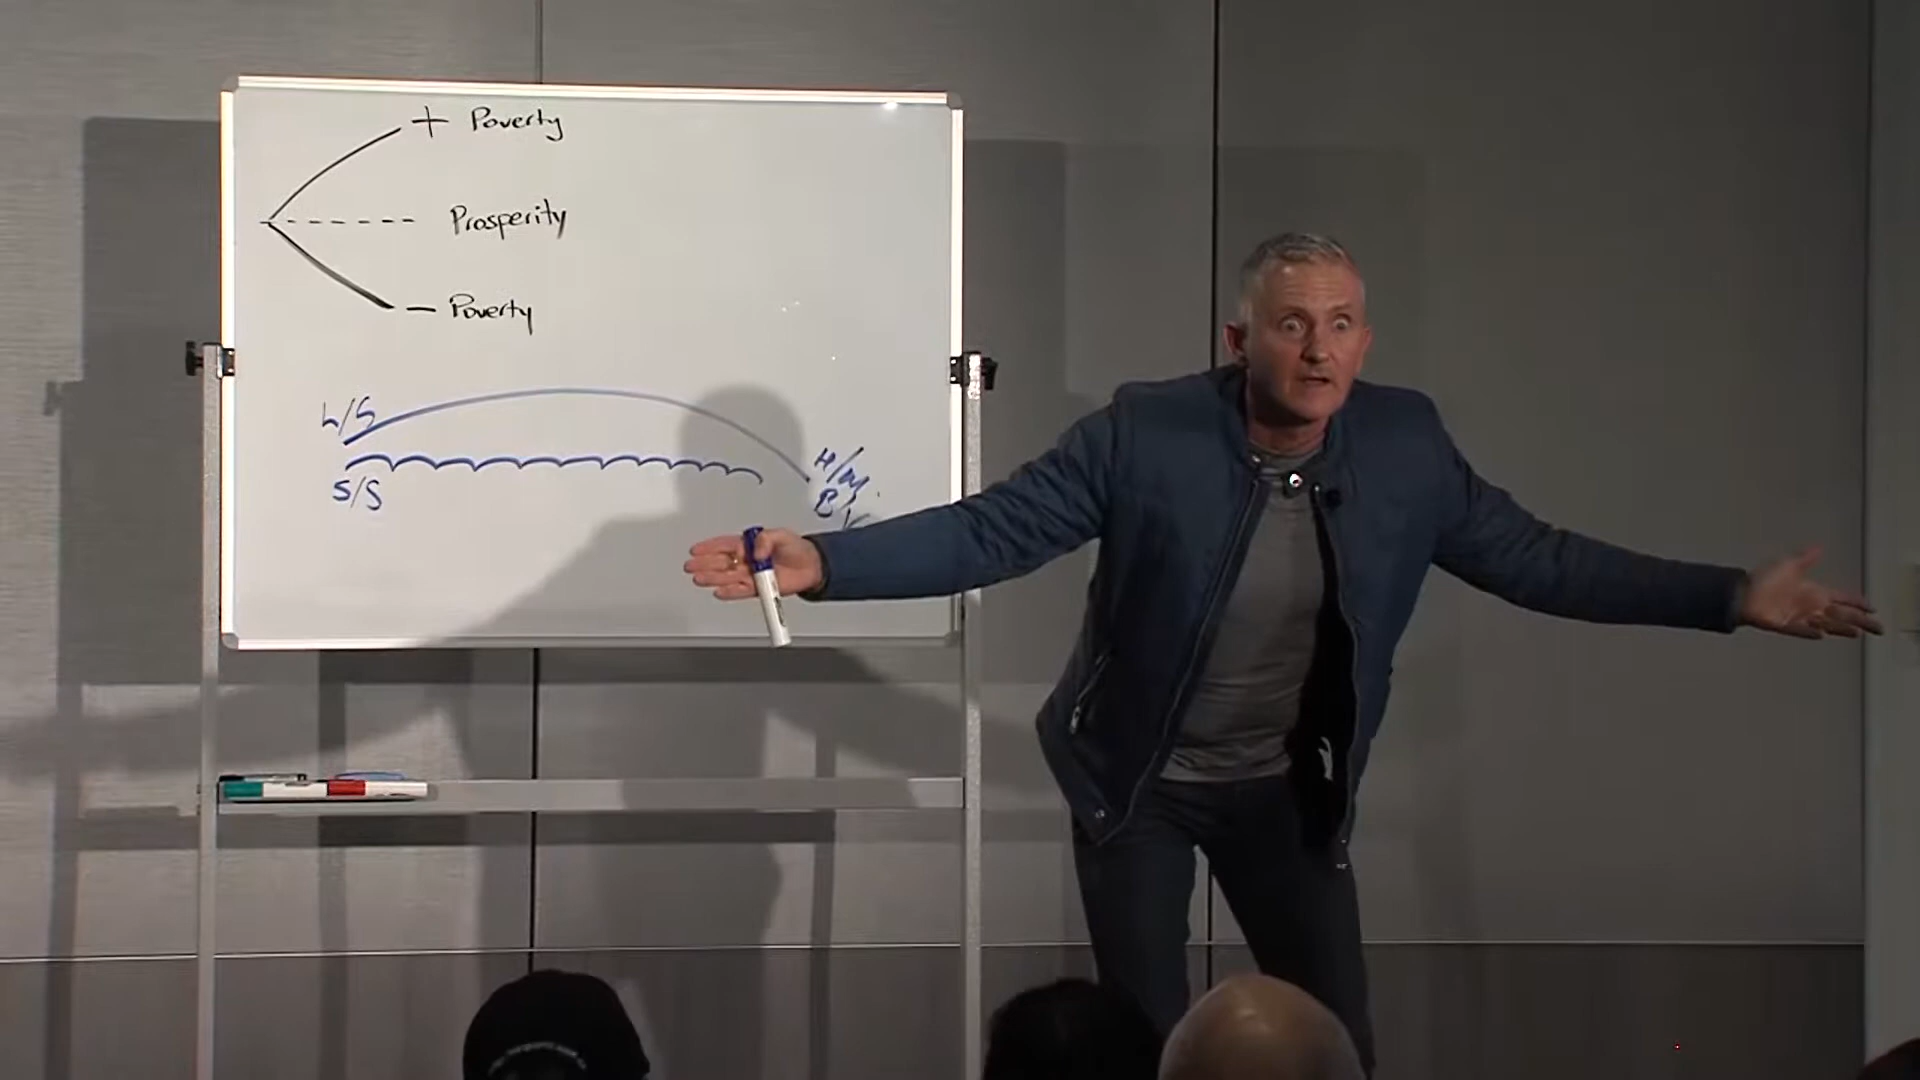 + Poverty
Prosperity
- Poverty
L/S
S/S
H/M
B